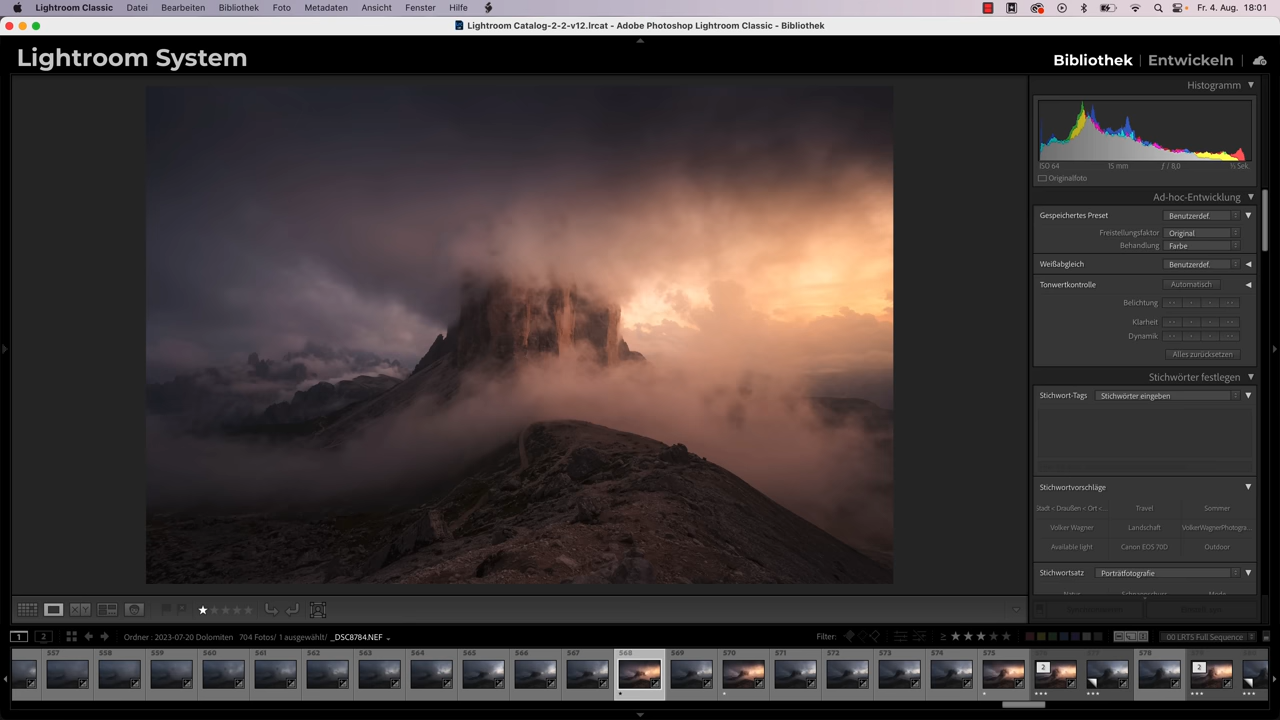 Lightroom Classic Datei Bearbeiten Bibliothek Foto Metadaten Ansicht Fenster Hilfe Fr. 4. Aug. 18:01
Lightroom Catalog-2-2-v12.lrcat - Adobe Photoshop Lightroom Classic - Bibliothek
Lightroom System
Bibliothek | Entwickeln |
Histogramm
ISO 64 15 mm ƒ / 8,0
Originalfoto
Ad-hoc-Entwicklung
Gespeichertes Preset Benutzerdef.
Freistellungsfaktor Original
Behandlung Farbe
Weißabgleich Benutzerdef.
Tonwertkontrolle Automatisch
Belichtung
Klarheit
Dynamik
Alles zurücksetzen
Stichwörter festlegen
Stichwort-Tags Stichwörter eingeben
Stichwortvorschläge
Stadt < Draußen < Ort <... Travel Sommer
Volker Wagner Landschaft VolkerWagnerPhotogra...
Available light Canon EOS 70D Outdoor
Stichwortsatz Porträtfotografie
1 2 Ordner : 2023-07-20 Dolomiten 704 Fotos/ 1 ausgewählt/ _DSC8784.NEF Filter: ≥ 00 LRTS Full Sequence
557 558 559 560 561 562 563 564 565 566 567 568 569 570 571 572 573 574 575 577 578
2 2